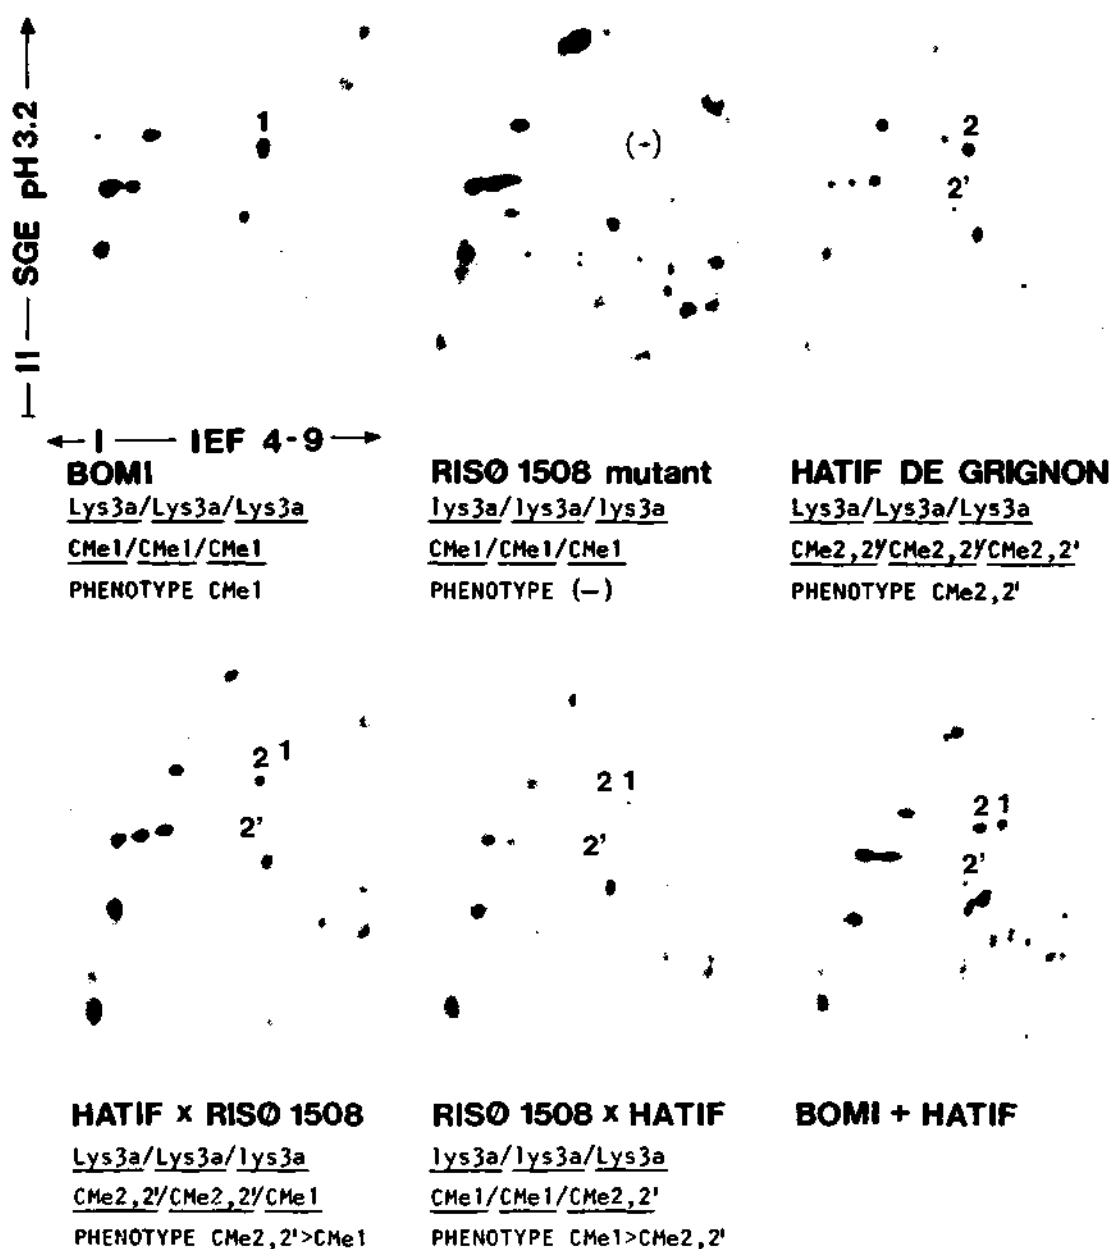 II SGE pH 3.2
1
(-)
2
2'
I IEF 4-9
BOMI
Lys3a/Lys3a/Lys3a
CMe1/CMe1/CMe1
PHENOTYPE CMe1
RISØ 1508 mutant
lys3a/lys3a/lys3a
CMe1/CMe1/CMe1
PHENOTYPE (-)
HATIF DE GRIGNON
Lys3a/Lys3a/Lys3a
CMe2,2'/CMe2,2'/CMe2,2'
PHENOTYPE CMe2,2'
2 1
2'
2 1
2'
2 1
2'
HATIF x RISØ 1508
Lys3a/Lys3a/lys3a
CMe2,2'/CMe2,2'/CMe1
PHENOTYPE CMe2,2'>CMe1
RISØ 1508 x HATIF
lys3a/lys3a/Lys3a
CMe1/CMe1/CMe2,2'
PHENOTYPE CMe1>CMe2,2'
BOMI + HATIF